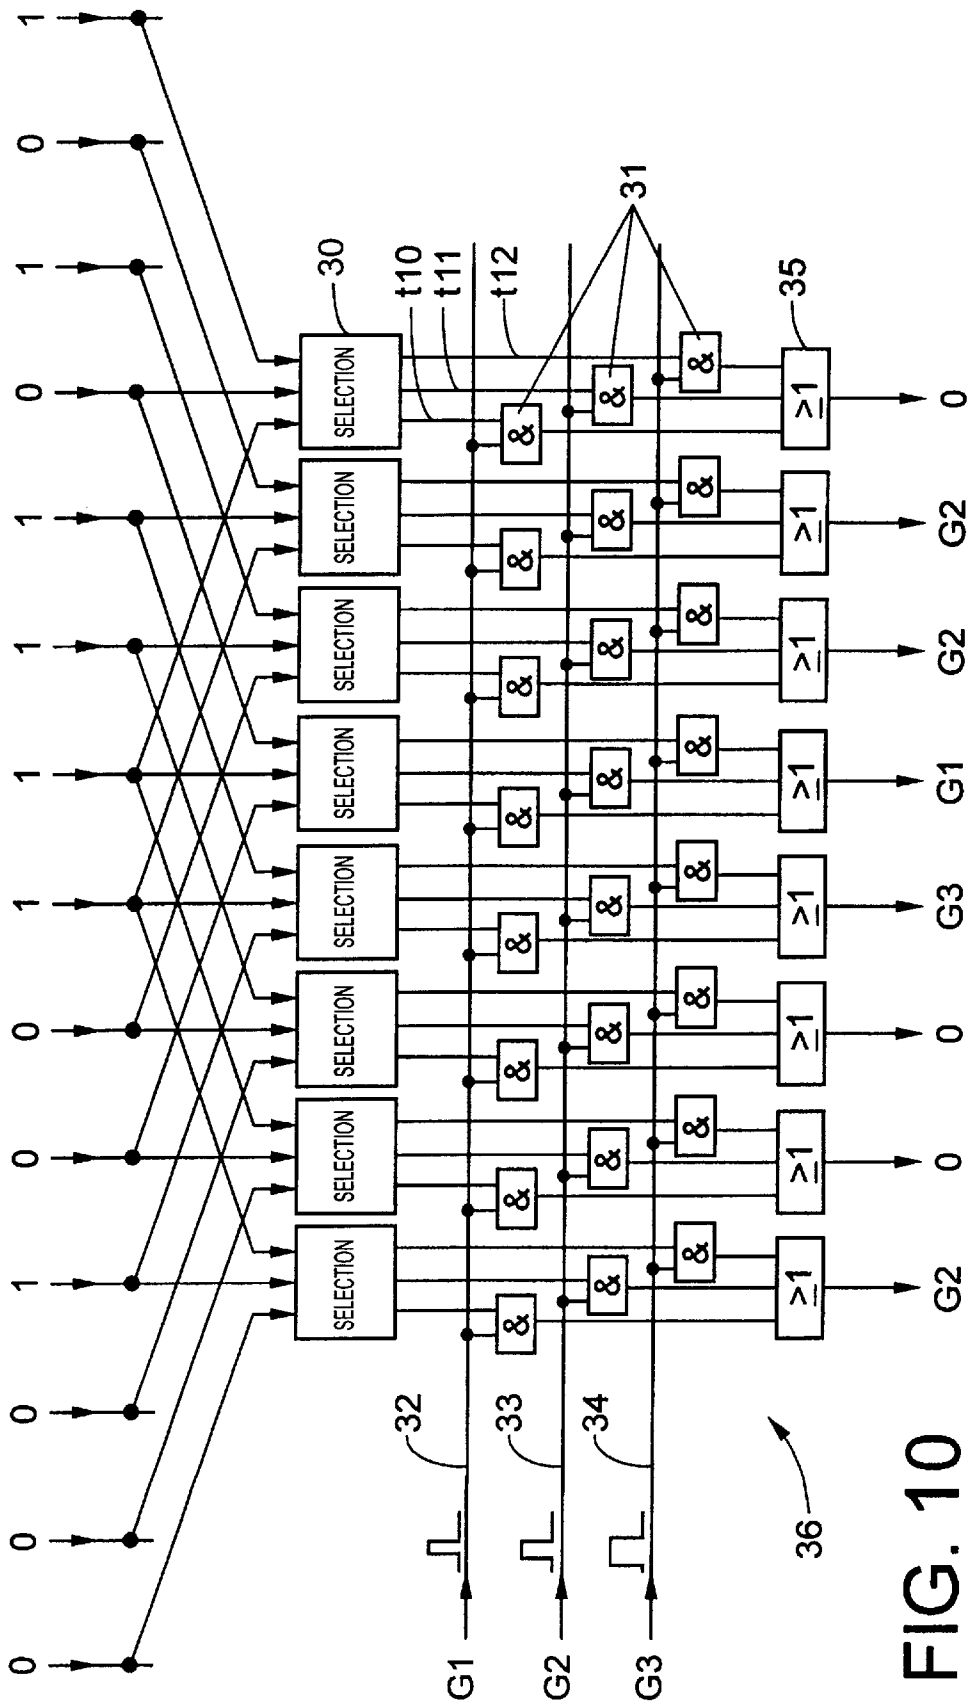 0 0 0 1 0 0 1 1 1 1 0 1 0 1
SELECTION SELECTION SELECTION SELECTION SELECTION SELECTION SELECTION SELECTION 30
t10
t11
t12
G1 32
& & & & & & & &
31
G2 33
& & & & & & & &
G3 34
& & & & & & & &
≥1 ≥1 ≥1 ≥1 ≥1 ≥1 ≥1 ≥1 35
36
G2 0 0 G3 G1 G2 G2 0
FIG. 10